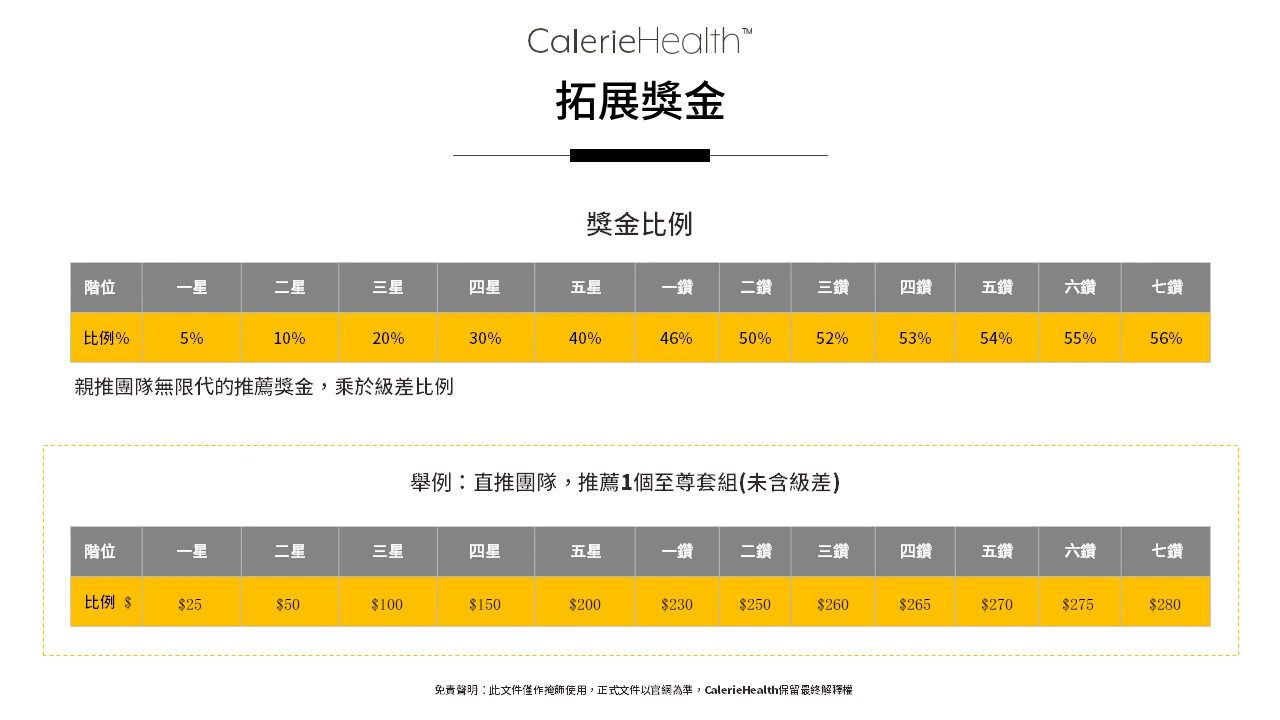 CalerieHealth™
拓展獎金
獎金比例
階位 一星 二星 三星 四星 五星 一鑽 二鑽 三鑽 四鑽 五鑽 六鑽 七鑽
比例% 5% 10% 20% 30% 40% 46% 50% 52% 53% 54% 55% 56%
親推團隊無限代的推薦獎金，乘於級差比例
舉例：直推團隊，推薦1個至尊套組(未含級差)
階位 一星 二星 三星 四星 五星 一鑽 二鑽 三鑽 四鑽 五鑽 六鑽 七鑽
比例 $ $25 $50 $100 $150 $200 $230 $250 $260 $265 $270 $275 $280
免責聲明：此文件僅作掩飾使用，正式文件以官網為準，CalerieHealth保留最終解釋權